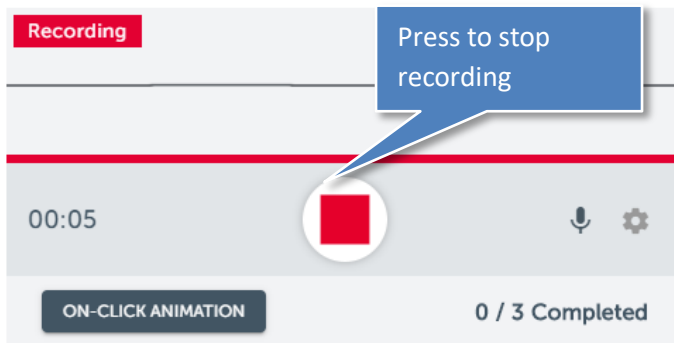 Recording
Press to stop
recording
00:05
ON-CLICK ANIMATION
0 / 3 Completed